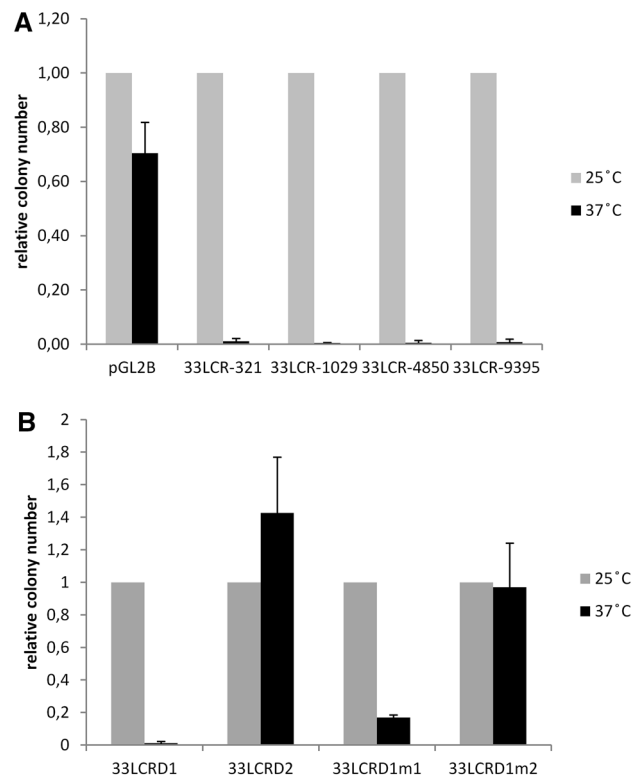 A
relative colony number
1,20
1,00
0,80
0,60
0,40
0,20
0,00
pGL2B 33LCR-321 33LCR-1029 33LCR-4850 33LCR-9395
25˚C
37˚C
B
relative colony number
2
1,8
1,6
1,4
1,2
1
0,8
0,6
0,4
0,2
0
33LCRD1 33LCRD2 33LCRD1m1 33LCRD1m2
25˚C
37˚C